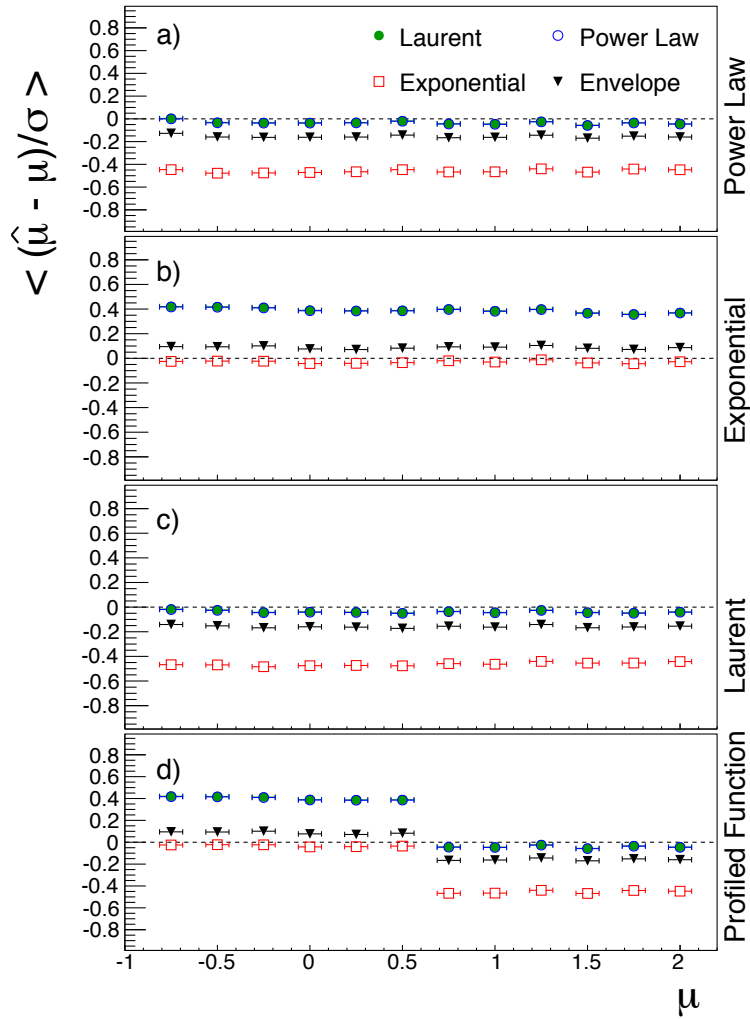 < (μ̂ - μ)/σ >
a)
Laurent
Power Law
Exponential
Envelope
0.8
0.6
0.4
0.2
0
-0.2
-0.4
-0.6
-0.8
Power Law
b)
0.8
0.6
0.4
0.2
0
-0.2
-0.4
-0.6
-0.8
Exponential
c)
0.8
0.6
0.4
0.2
0
-0.2
-0.4
-0.6
-0.8
Laurent
d)
0.8
0.6
0.4
0.2
0
-0.2
-0.4
-0.6
-0.8
Profiled Function
-1 -0.5 0 0.5 1 1.5 2
μ